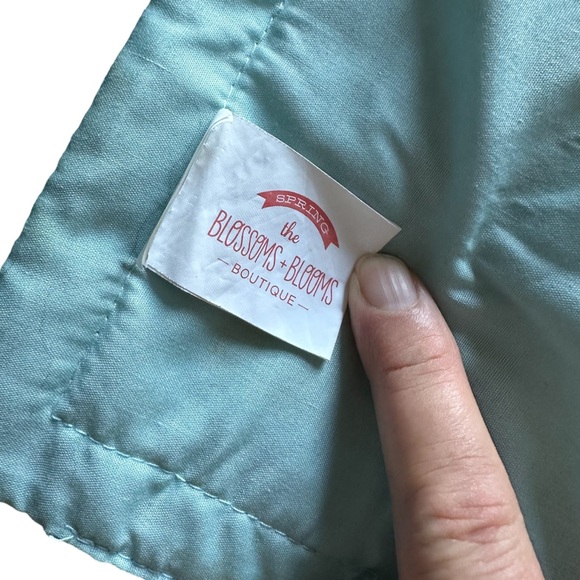 SPRING
the
BLOSSOMS + BLOOMS
— BOUTIQUE —